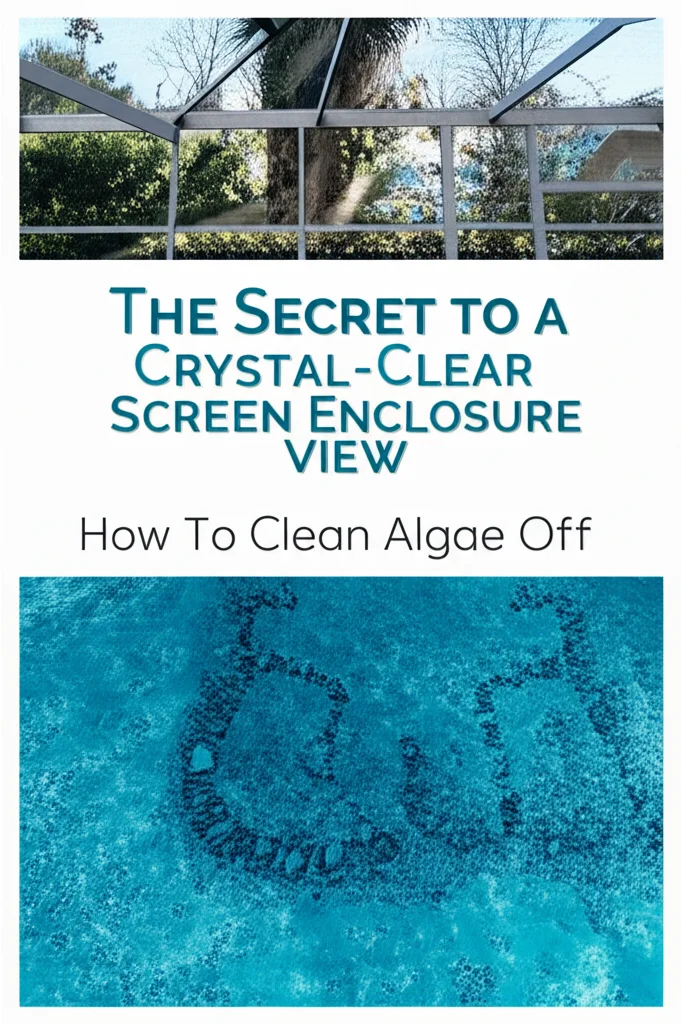 The Secret to a
Crystal-Clear
Screen Enclosure
View
How To Clean Algae Off